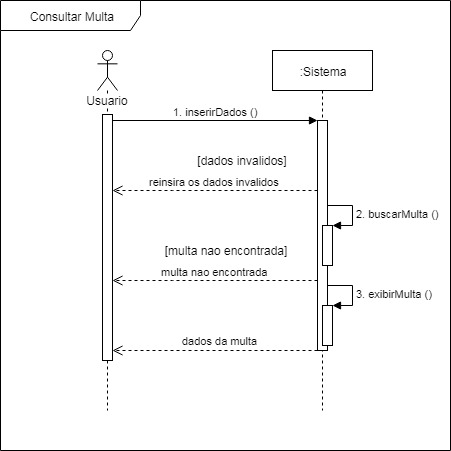 Consultar Multa
Usuario
:Sistema
1. inserirDados ()
[dados invalidos]
reinsira os dados invalidos
2. buscarMulta ()
[multa nao encontrada]
multa nao encontrada
3. exibirMulta ()
dados da multa